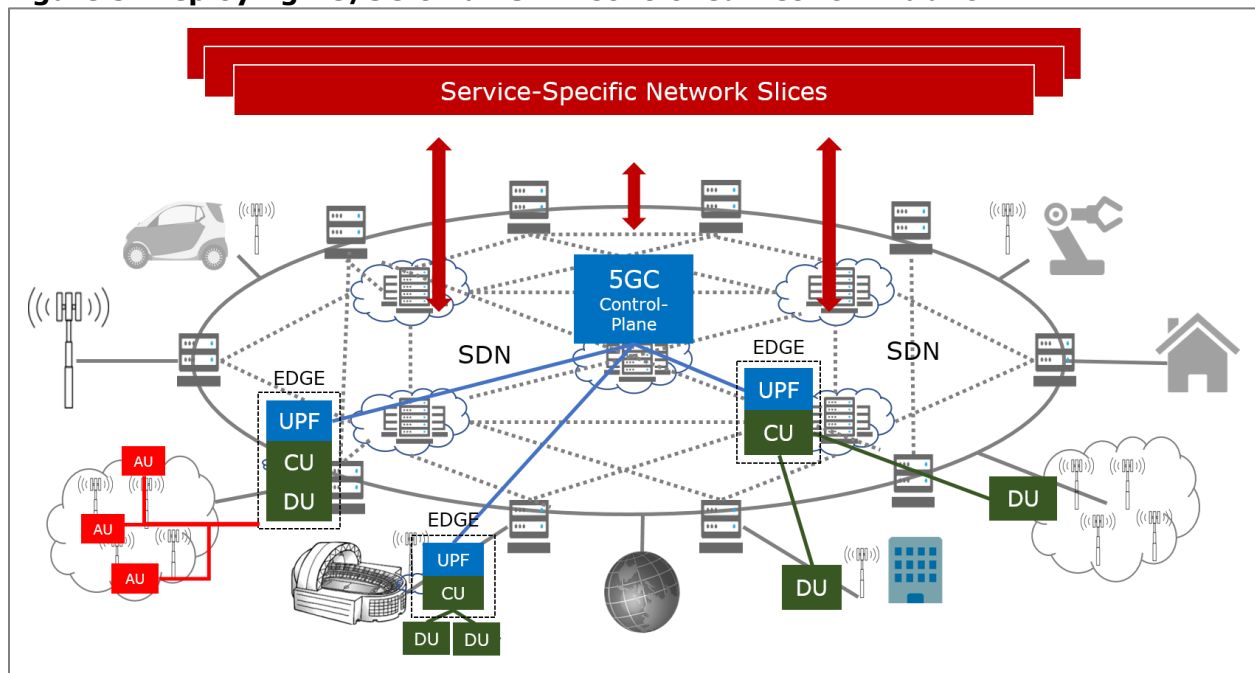 Service-Specific Network Slices
5GC
Control-
Plane
EDGE
SDN
SDN
EDGE
UPF
CU
UPF
CU
DU
AU
AU
AU
DU
EDGE
UPF
CU
DU
DU
DU